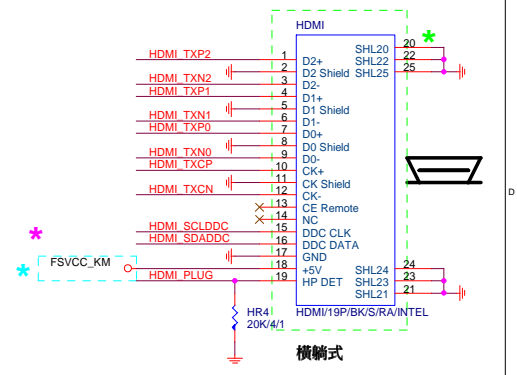 HDMI
HDMI_TXP2 1 D2+ SHL20 20
2 D2 Shield SHL22 22
HDMI_TXN2 3 D2- SHL25 25
HDMI_TXP1 4 D1+
5 D1 Shield
HDMI_TXN1 6 D1-
HDMI_TXP0 7 D0+
8 D0 Shield
HDMI_TXN0 9 D0-
HDMI_TXCP 10 CK+
11 CK Shield
HDMI_TXCN 12 CK-
13 CE Remote
14 NC
HDMI_SCLDDC 15 DDC CLK
HDMI_SDADDC 16 DDC DATA
17 GND
FSVCC_KM 18 +5V SHL24 24
HDMI_PLUG 19 HP DET SHL23 23
SHL21 21
HR4
20K/4/1
HDMI/19P/BK/S/RA/INTEL
橫躺式
D